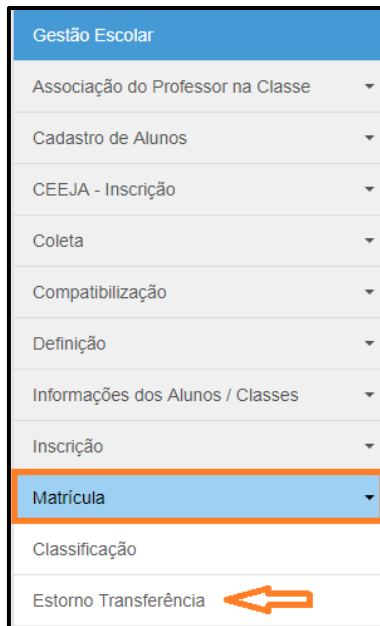 Gestão Escolar
Associação do Professor na Classe
Cadastro de Alunos
CEEJA - Inscrição
Coleta
Compatibilização
Definição
Informações dos Alunos / Classes
Inscrição
Matrícula
Classificação
Estorno Transferência